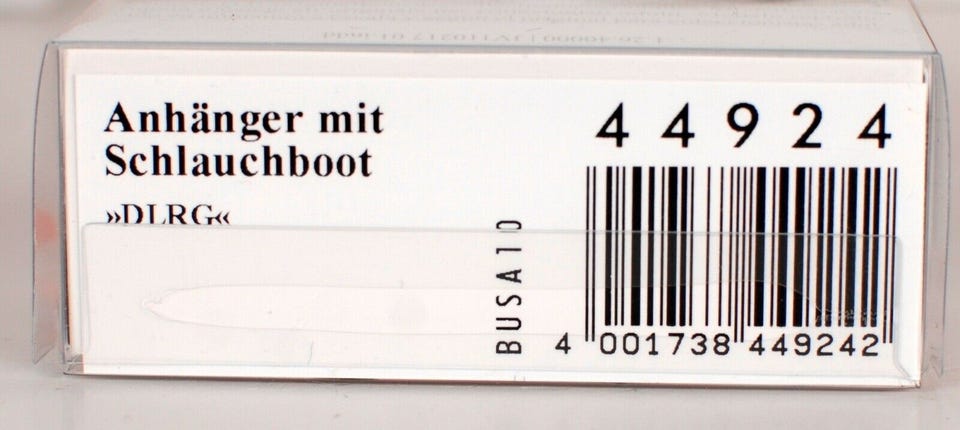 Anhänger mit
Schlauchboot
»DLRG«
BUSA10
44924
4 001738 449242